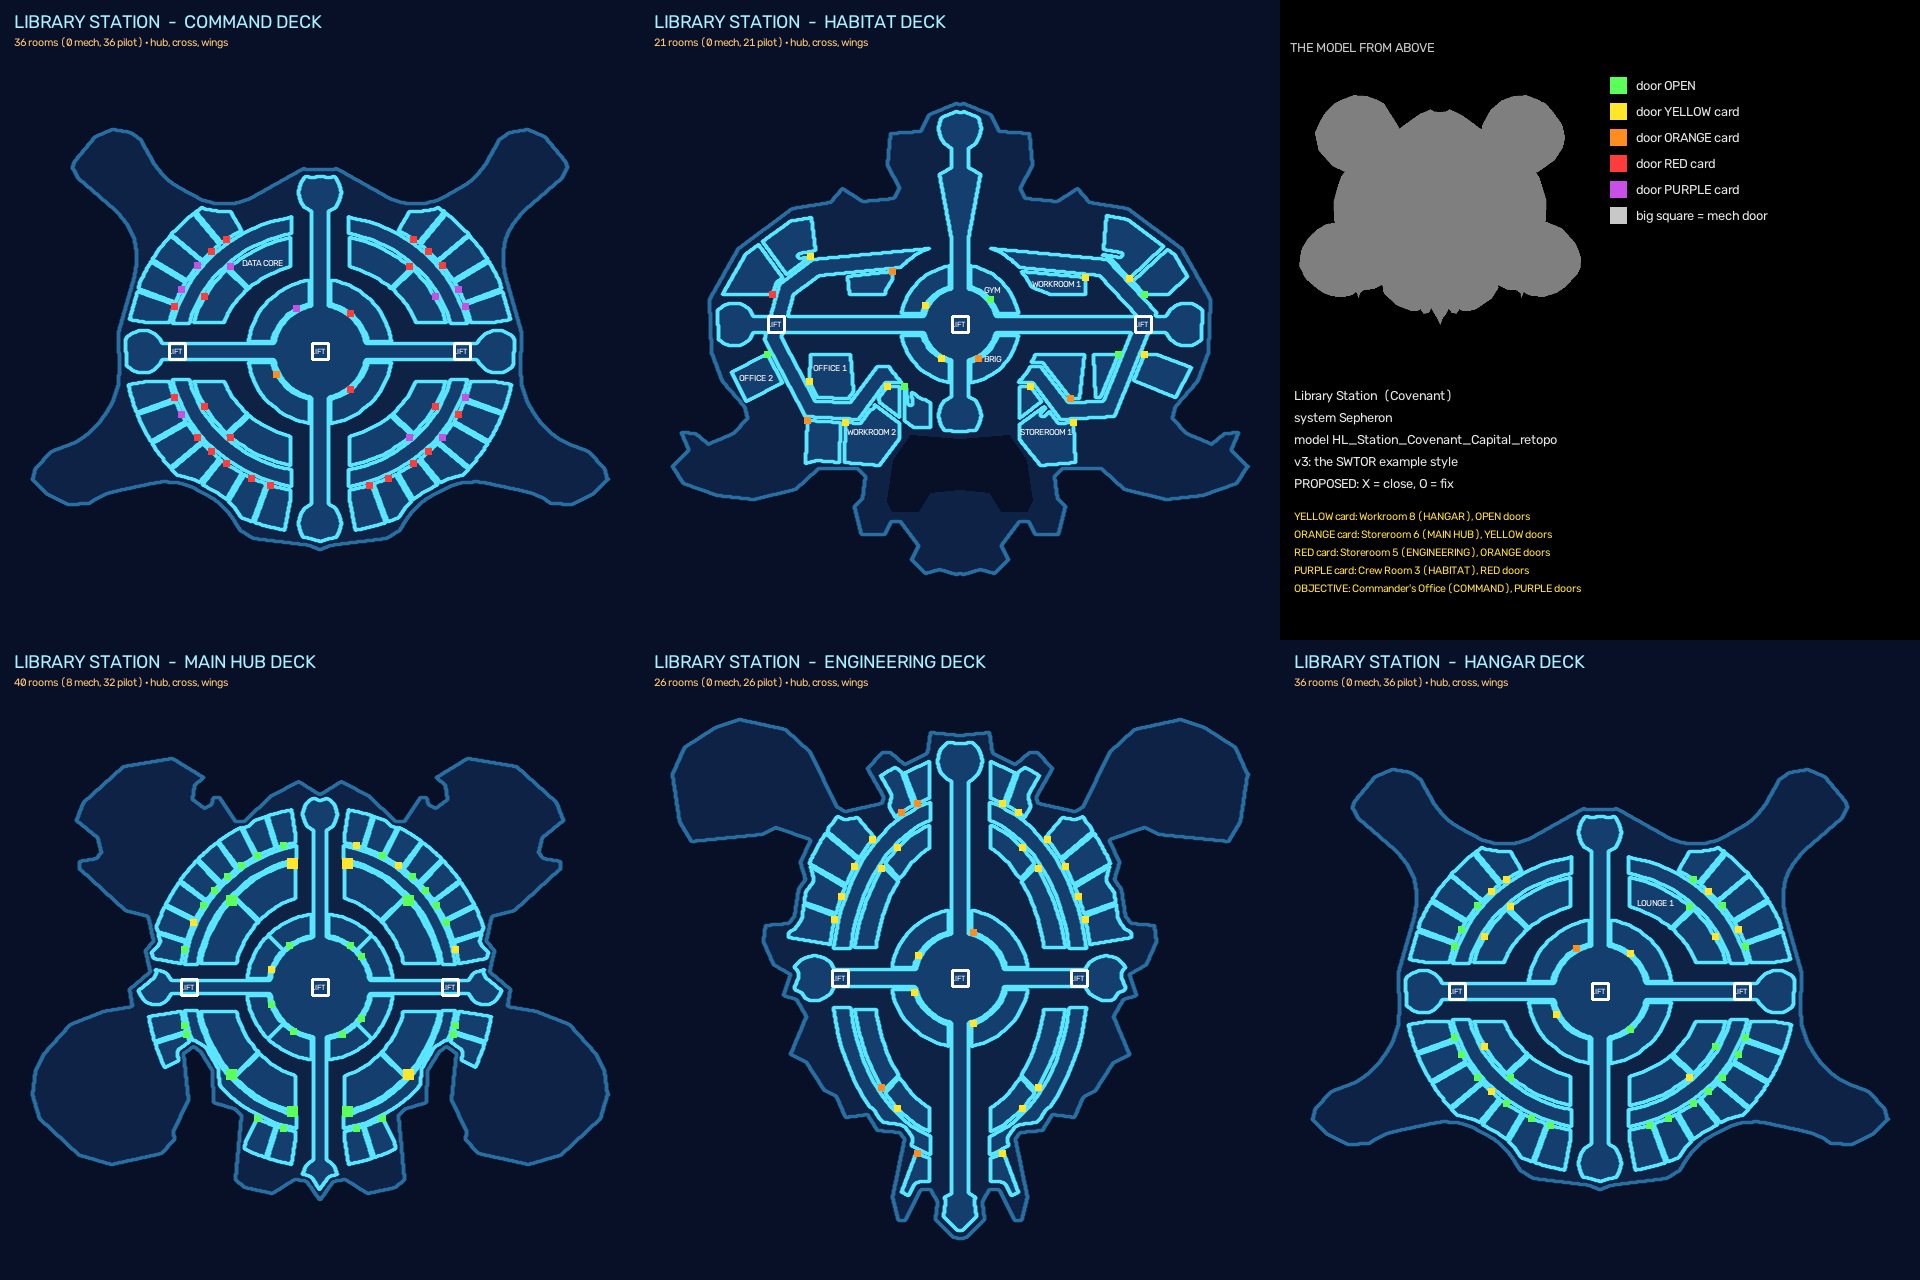 LIBRARY STATION - COMMAND DECK
36 rooms (0 mech, 36 pilot) • hub, cross, wings
DATA CORE
LIFT
LIFT
LIFT
LIBRARY STATION - HABITAT DECK
21 rooms (0 mech, 21 pilot) • hub, cross, wings
GYM
WORKROOM 1
LIFT
LIFT
LIFT
BRIG
OFFICE 1
OFFICE 2
WORKROOM 2
STOREROOM 1
THE MODEL FROM ABOVE
door OPEN
door YELLOW card
door ORANGE card
door RED card
door PURPLE card
big square = mech door
Library Station (Covenant)
system Sepheron
model HL_Station_Covenant_Capital_retopo
v3: the SWTOR example style
PROPOSED: X = close, O = fix
YELLOW card: Workroom 8 (HANGAR), OPEN doors
ORANGE card: Storeroom 6 (MAIN HUB), YELLOW doors
RED card: Storeroom 5 (ENGINEERING), ORANGE doors
PURPLE card: Crew Room 3 (HABITAT), RED doors
OBJECTIVE: Commander's Office (COMMAND), PURPLE doors
LIBRARY STATION - MAIN HUB DECK
40 rooms (8 mech, 32 pilot) • hub, cross, wings
LIFT
LIFT
LIFT
LIBRARY STATION - ENGINEERING DECK
26 rooms (0 mech, 26 pilot) • hub, cross, wings
LIFT
LIFT
LIFT
LIBRARY STATION - HANGAR DECK
36 rooms (0 mech, 36 pilot) • hub, cross, wings
LOUNGE 1
LIFT
LIFT
LIFT